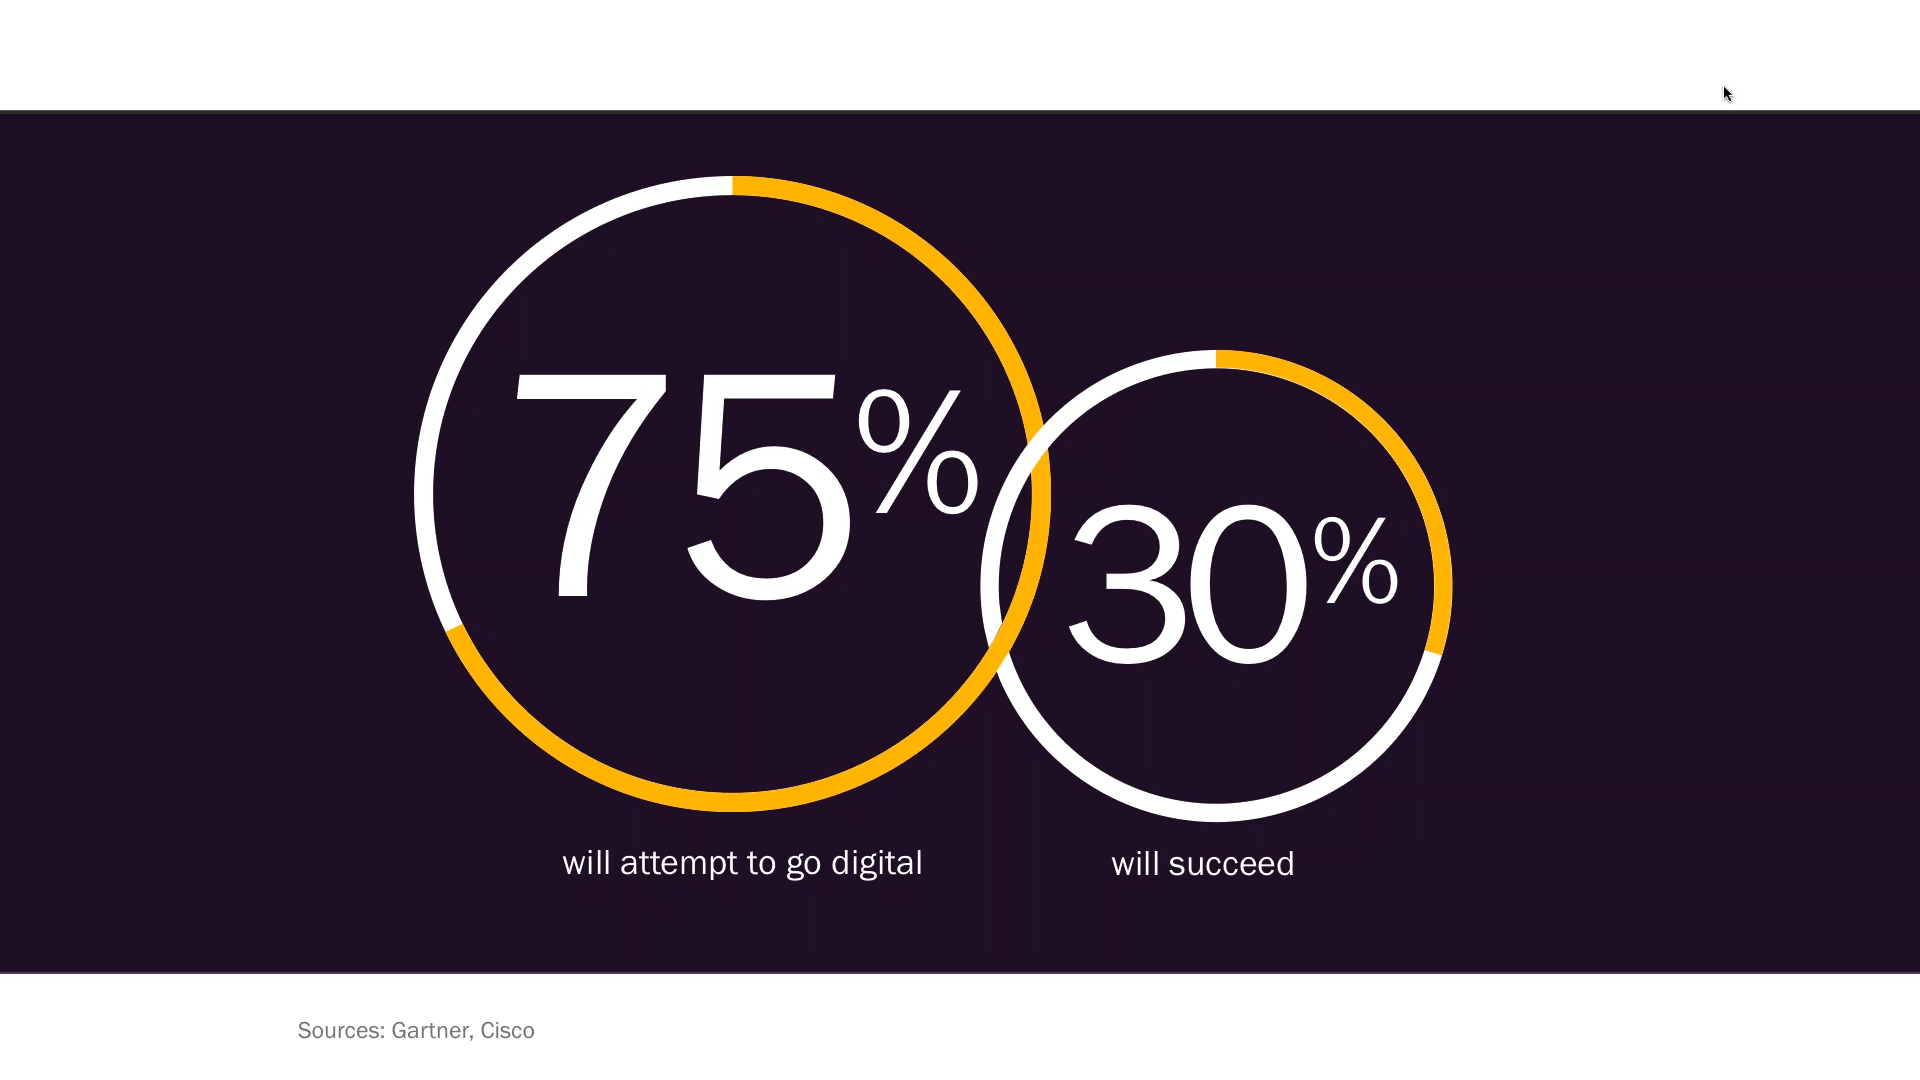 75%
30%
will attempt to go digital
will succeed
Sources: Gartner, Cisco